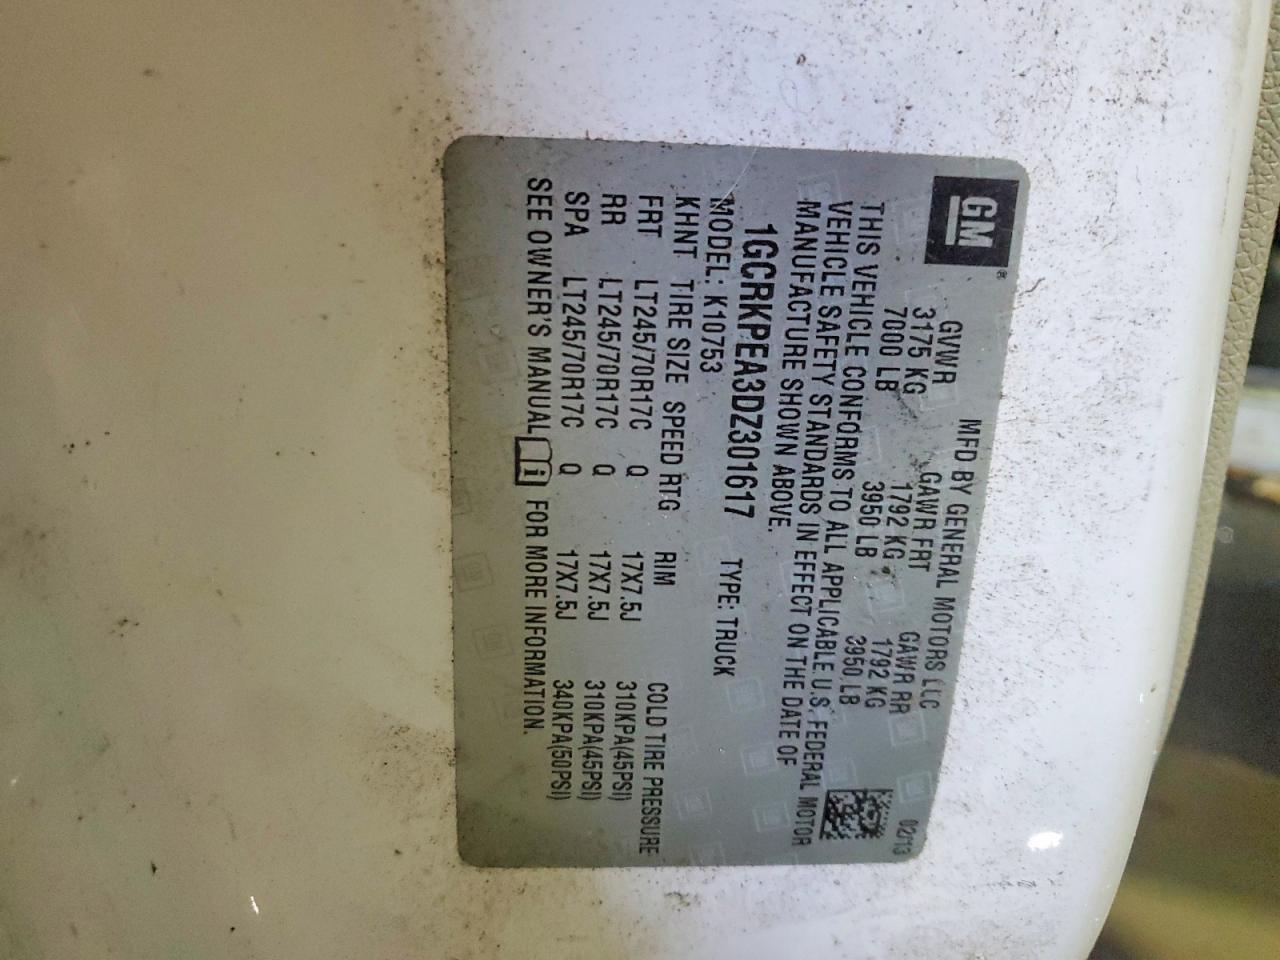 GM®
MFD BY GENERAL MOTORS LLC 02/13
GVWR GAWR FRT GAWR RR
3175 KG 1792 KG 1792 KG
7000 LB 3950 LB 3950 LB
THIS VEHICLE CONFORMS TO ALL APPLICABLE U.S. FEDERAL MOTOR
VEHICLE SAFETY STANDARDS IN EFFECT ON THE DATE OF
MANUFACTURE SHOWN ABOVE.
1GCRKPEA3DZ301617 TYPE: TRUCK
MODEL: K10753
KHNT TIRE SIZE SPEED RTG RIM COLD TIRE PRESSURE
FRT LT245/70R17C Q 17X7.5J 310KPA(45PSI)
RR LT245/70R17C Q 17X7.5J 310KPA(45PSI)
SPA LT245/70R17C Q 17X7.5J 340KPA(50PSI)
SEE OWNER'S MANUAL i FOR MORE INFORMATION.